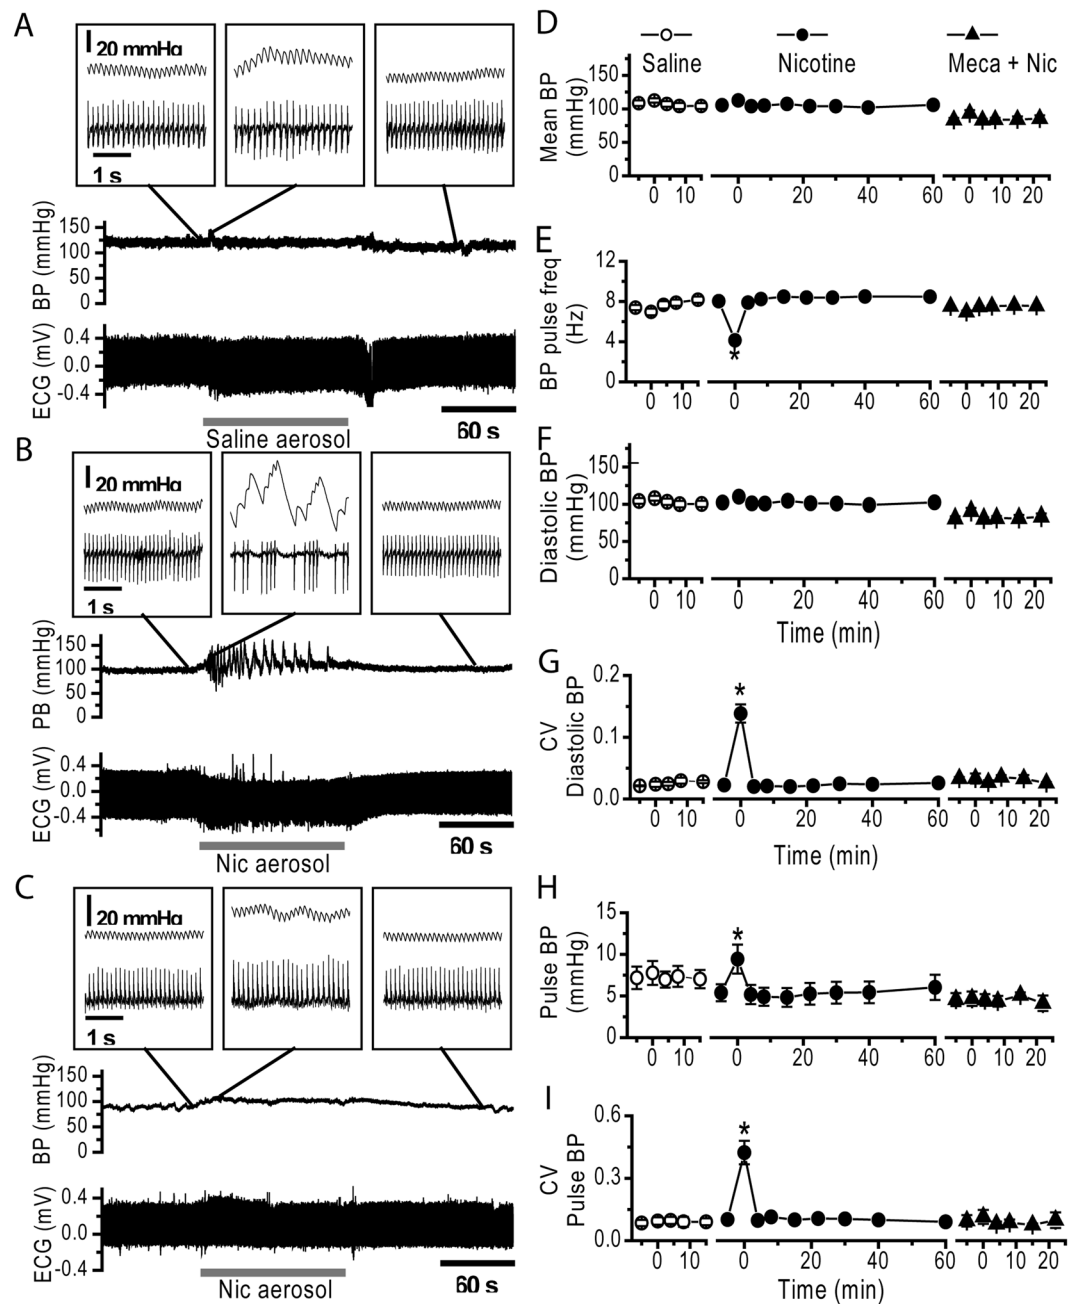 A
20 mmHg
1 s
BP (mmHg)
150
100
50
0
ECG (mV)
0.4
0.0
-0.4
60 s
Saline aerosol
B
20 mmHg
1 s
PB (mmHg)
150
100
50
0
ECG (mV)
0.4
0.0
-0.4
60 s
Nic aerosol
C
20 mmHg
1 s
BP (mmHg)
150
100
50
0
ECG (mV)
0.4
0.0
-0.4
60 s
Nic aerosol
D
Saline
Nicotine
Meca + Nic
Mean BP
(mmHg)
150
100
50
0
0 10 0 20 40 60 0 10 20
E
BP pulse freq
(Hz)
12
8
4
0
*
0 10 0 20 40 60 0 10 20
F
Diastolic BP
(mmHg)
150
100
50
0
0 10 0 20 40 60 0 10 20
Time (min)
G
CV
Diastolic BP
0.2
0.1
0.0
*
0 10 0 20 40 60 0 10 20
Time (min)
H
Pulse BP
(mmHg)
15
10
5
0
*
0 10 0 20 40 60 0 10 20
I
CV
Pulse BP
0.6
0.3
0.0
*
0 10 0 20 40 60 0 10 20
Time (min)